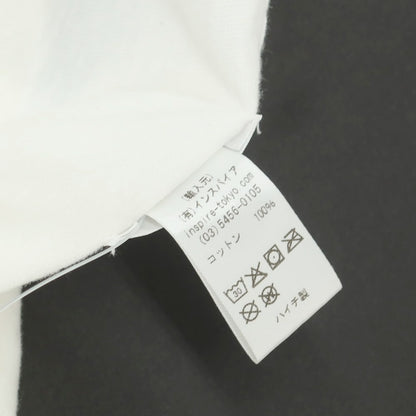 (輸入元)
(有)インスパイア
inspire-tokyo.com
(03)5456-0105
コットン 100%
30
ハイチ製